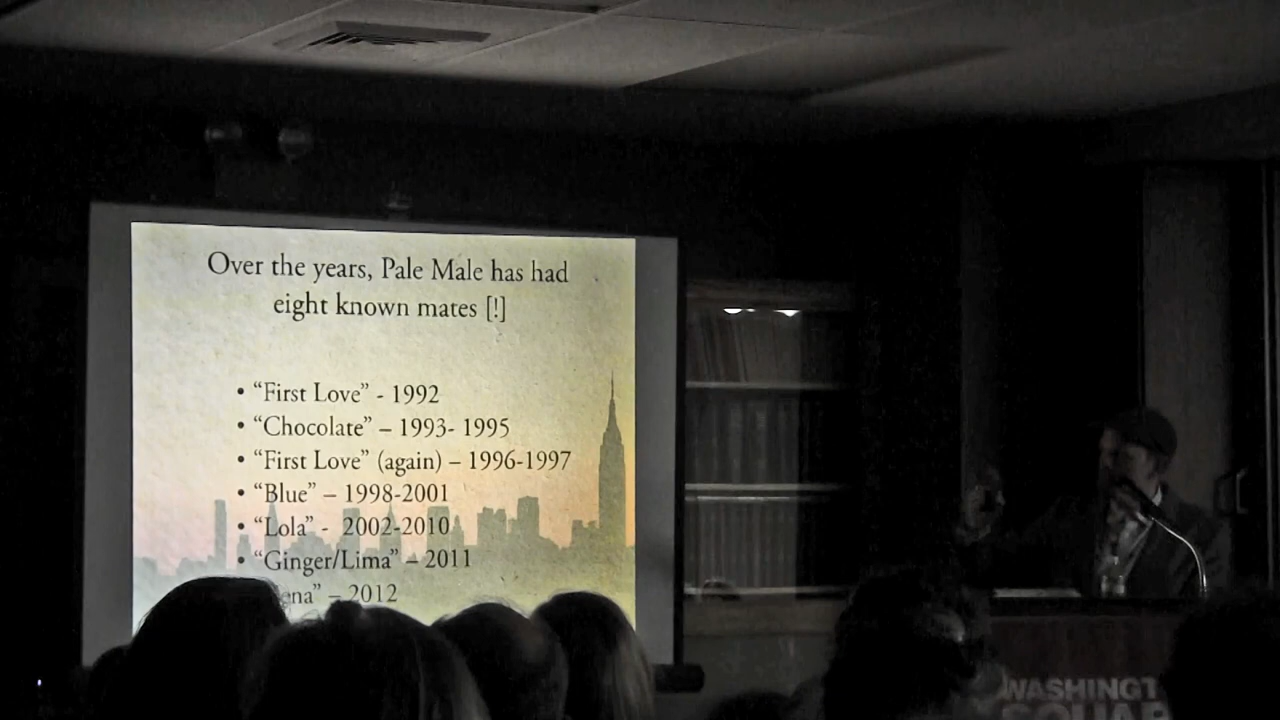 Over the years, Pale Male has had
eight known mates [!]
• “First Love” - 1992
• “Chocolate” – 1993- 1995
• “First Love” (again) – 1996-1997
• “Blue” – 1998-2001
• “Lola” - 2002-2010
• “Ginger/Lima” – 2011
– 2012